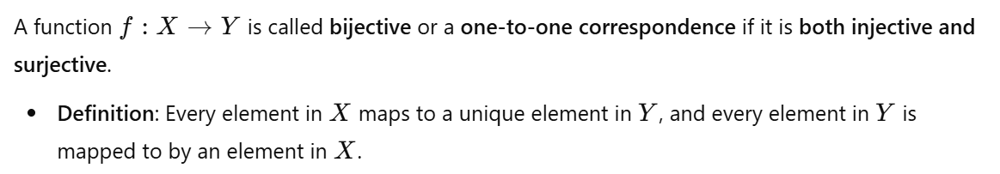 A function f : X → Y is called bijective or a one-to-one correspondence if it is both injective and
surjective.
• Definition: Every element in X maps to a unique element in Y, and every element in Y is
mapped to by an element in X.